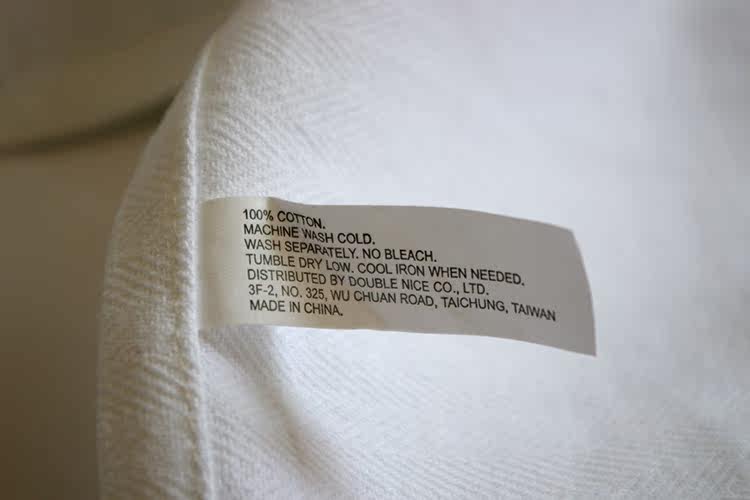 100% COTTON.
MACHINE WASH COLD.
WASH SEPARATELY. NO BLEACH.
TUMBLE DRY LOW. COOL IRON WHEN NEEDED.
DISTRIBUTED BY DOUBLE NICE CO., LTD.
3F-2, NO. 325, WU CHUAN ROAD, TAICHUNG, TAIWAN
MADE IN CHINA.